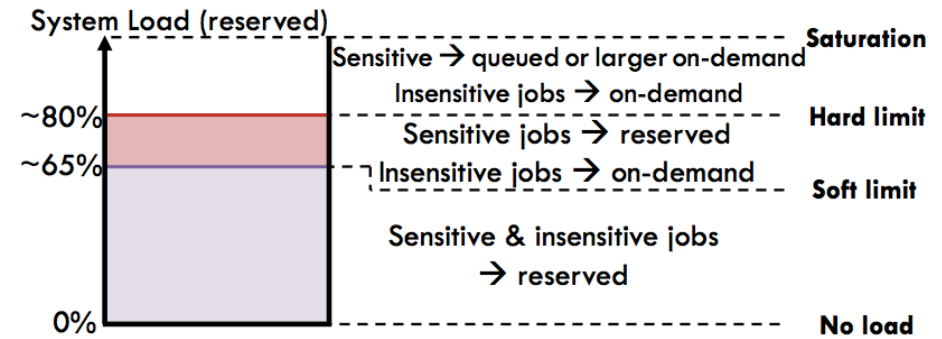 System Load (reserved)
Saturation
Sensitive → queued or larger on-demand
Insensitive jobs → on-demand
~80%
Hard limit
Sensitive jobs → reserved
~65%
Insensitive jobs → on-demand
Soft limit
Sensitive & insensitive jobs
→ reserved
0%
No load